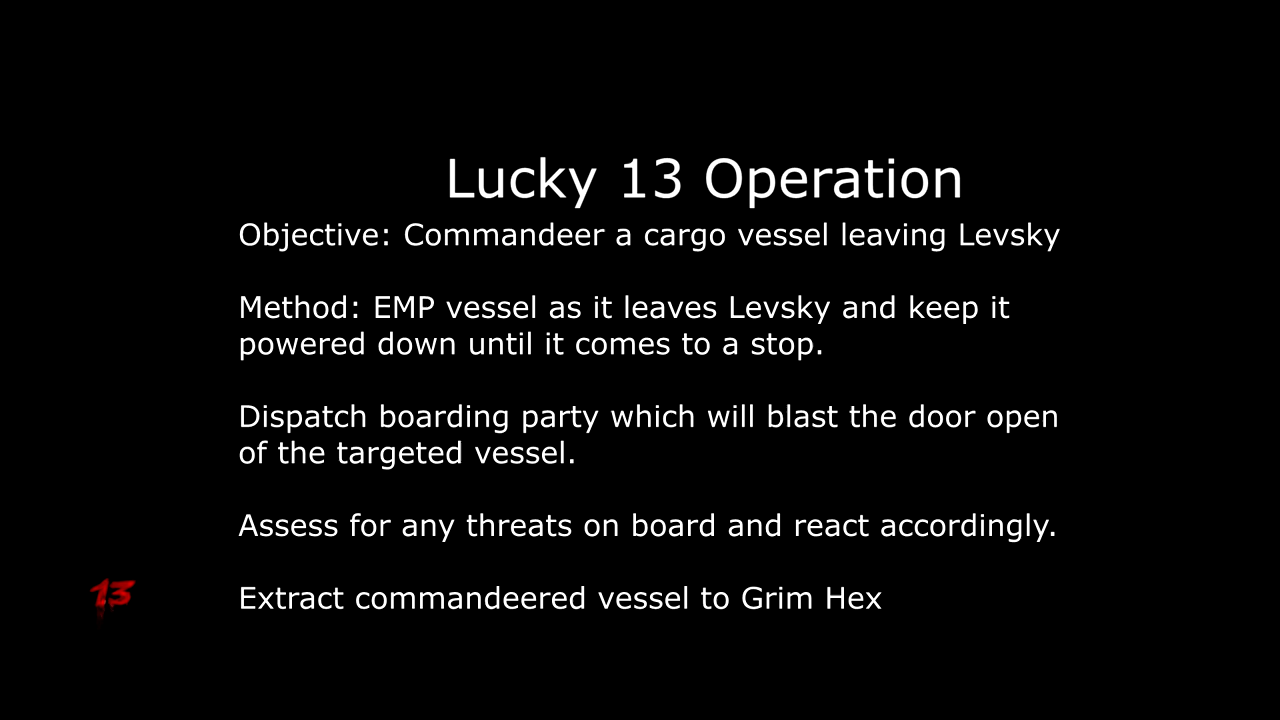 Lucky 13 Operation
Objective: Commandeer a cargo vessel leaving Levsky
Method: EMP vessel as it leaves Levsky and keep it
powered down until it comes to a stop.
Dispatch boarding party which will blast the door open
of the targeted vessel.
Assess for any threats on board and react accordingly.
13
Extract commandeered vessel to Grim Hex